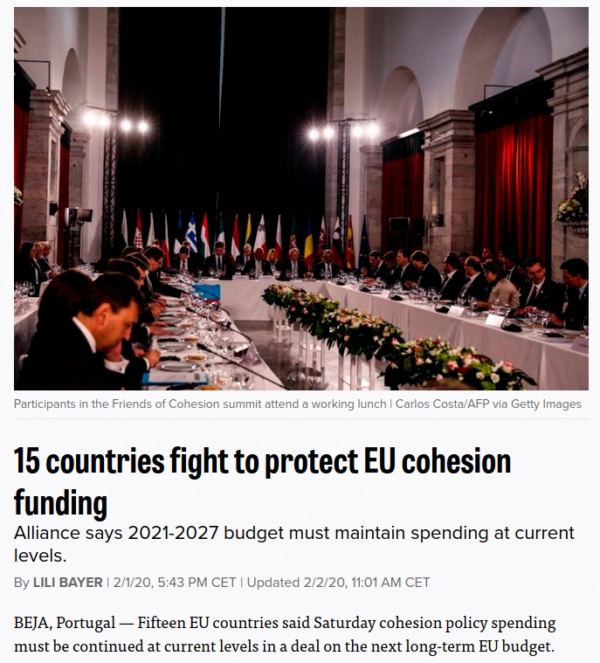 Participants in the Friends of Cohesion summit attend a working lunch | Carlos Costa/AFP via Getty Images
15 countries fight to protect EU cohesion
funding
Alliance says 2021-2027 budget must maintain spending at current
levels.
By LILI BAYER | 2/1/20, 5:43 PM CET | Updated 2/2/20, 11:01 AM CET
BEJA, Portugal — Fifteen EU countries said Saturday cohesion policy spending
must be continued at current levels in a deal on the next long-term EU budget.